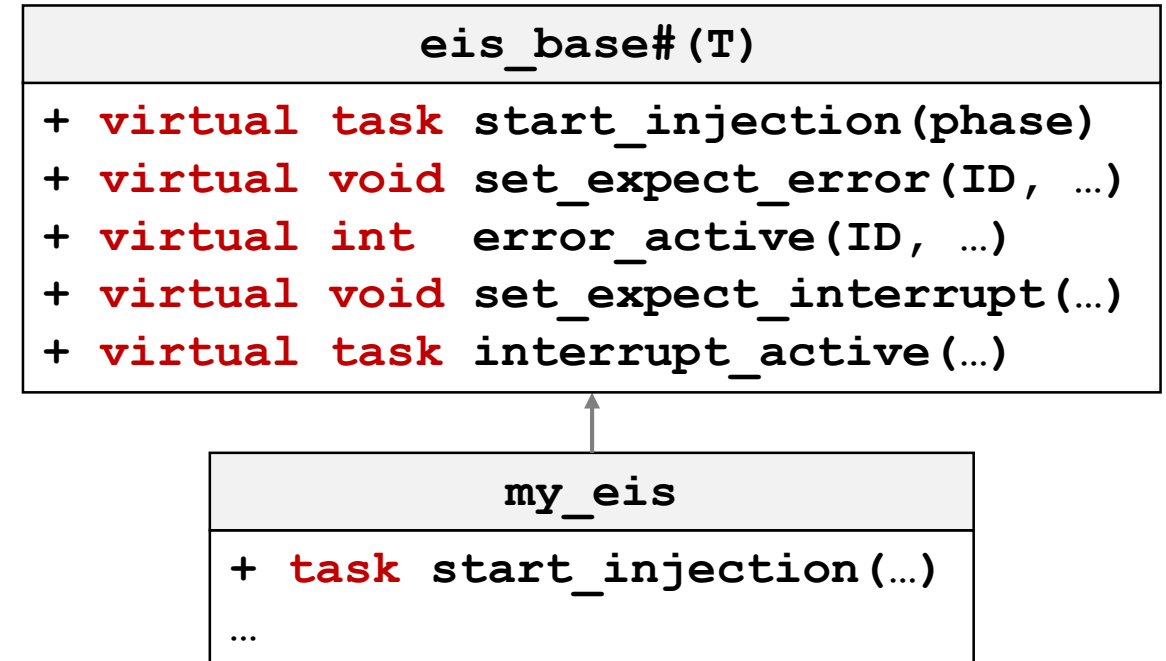 eis_base#(T)
+ virtual task start_injection(phase)
+ virtual void set_expect_error(ID, …)
+ virtual int error_active(ID, …)
+ virtual void set_expect_interrupt(…)
+ virtual task interrupt_active(…)
my_eis
+ task start_injection(…)
…